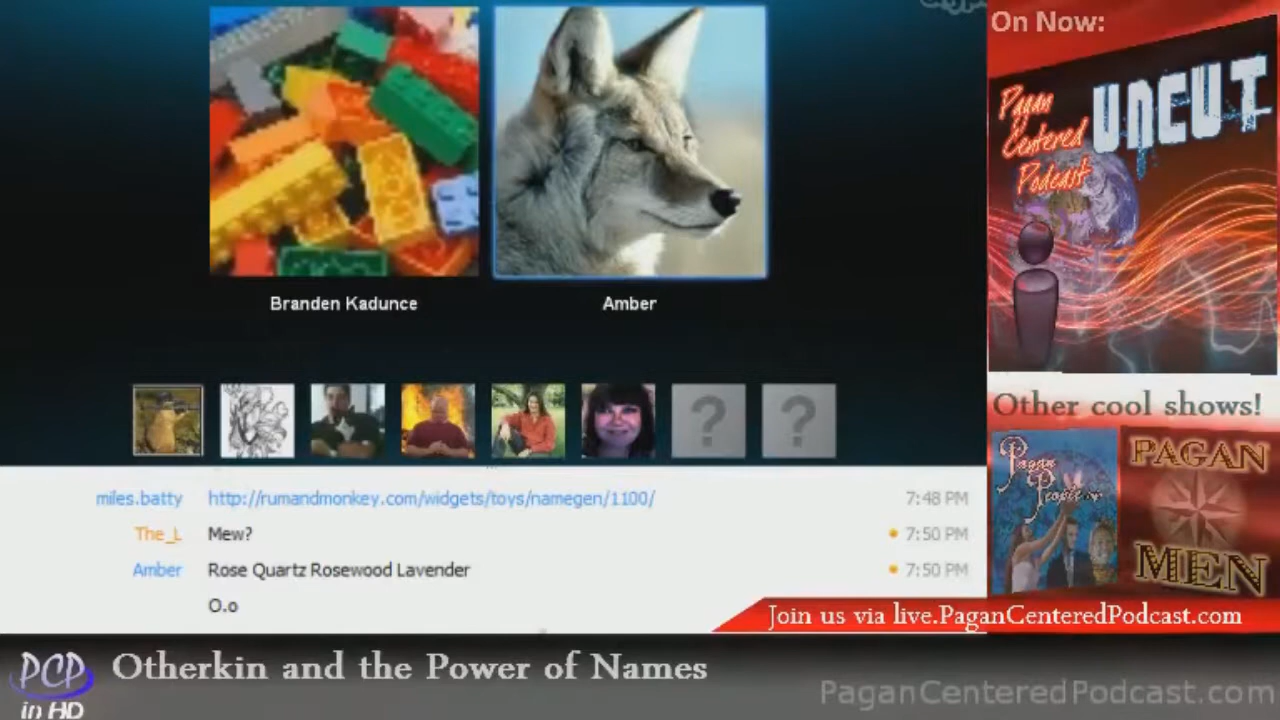 On Now:
Pagan
Centered
Podcast
UNCUT
Branden Kadunce
Amber
Other cool shows!
Pagan
People
PAGAN
MEN
miles.batty http://rumandmonkey.com/widgets/toys/namegen/1100/ 7:48 PM
The_L Mew? 7:50 PM
Amber Rose Quartz Rosewood Lavender 7:50 PM
O.o
Join us via live.PaganCenteredPodcast.com
PCP
in HD
Otherkin and the Power of Names
PaganCenteredPodcast.com